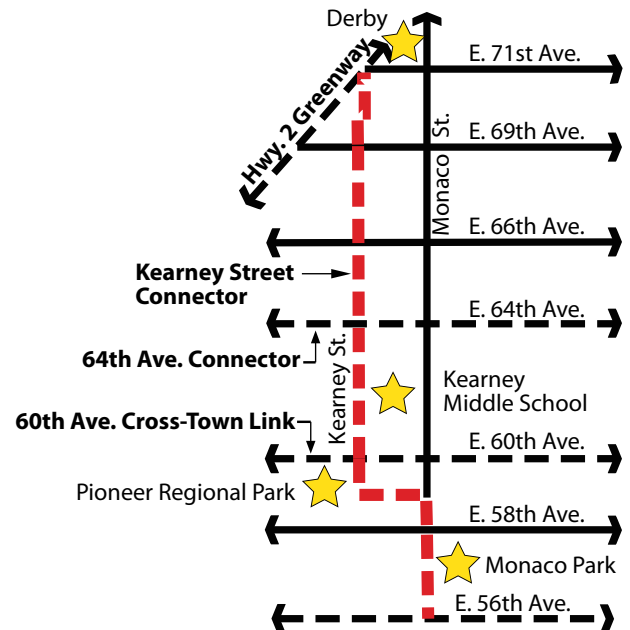 Derby
E. 71st Ave.
Hwy. 2 Greenway
Monaco St.
E. 69th Ave.
E. 66th Ave.
Kearney Street
Connector
E. 64th Ave.
64th Ave. Connector
Kearney St.
Kearney
Middle School
60th Ave. Cross-Town Link
E. 60th Ave.
Pioneer Regional Park
E. 58th Ave.
Monaco Park
E. 56th Ave.